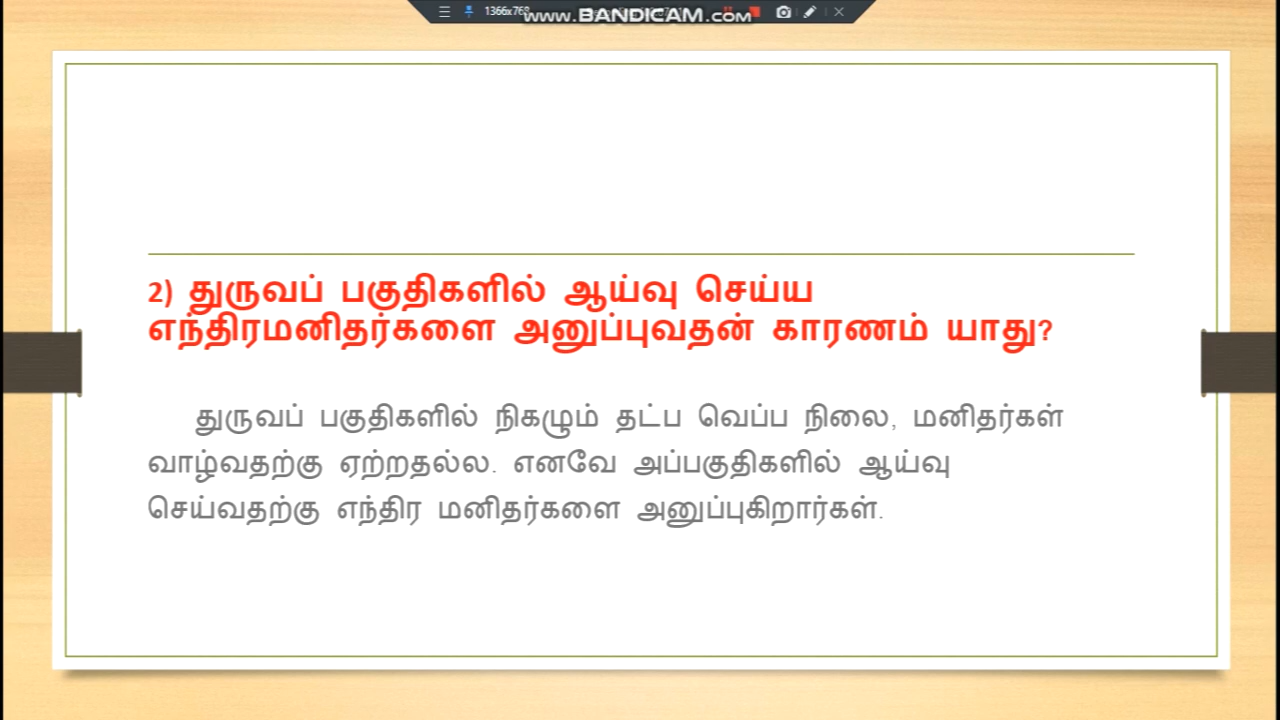 1366x768
www.BANDICAM.com
2) துருவப் பகுதிகளில் ஆய்வு செய்ய
எந்திரமனிதர்களை அனுப்புவதன் காரணம் யாது?
துருவப் பகுதிகளில் நிகழும் தட்ப வெப்ப நிலை, மனிதர்கள்
வாழ்வதற்கு ஏற்றதல்ல. எனவே அப்பகுதிகளில் ஆய்வு
செய்வதற்கு எந்திர மனிதர்களை அனுப்புகிறார்கள்.